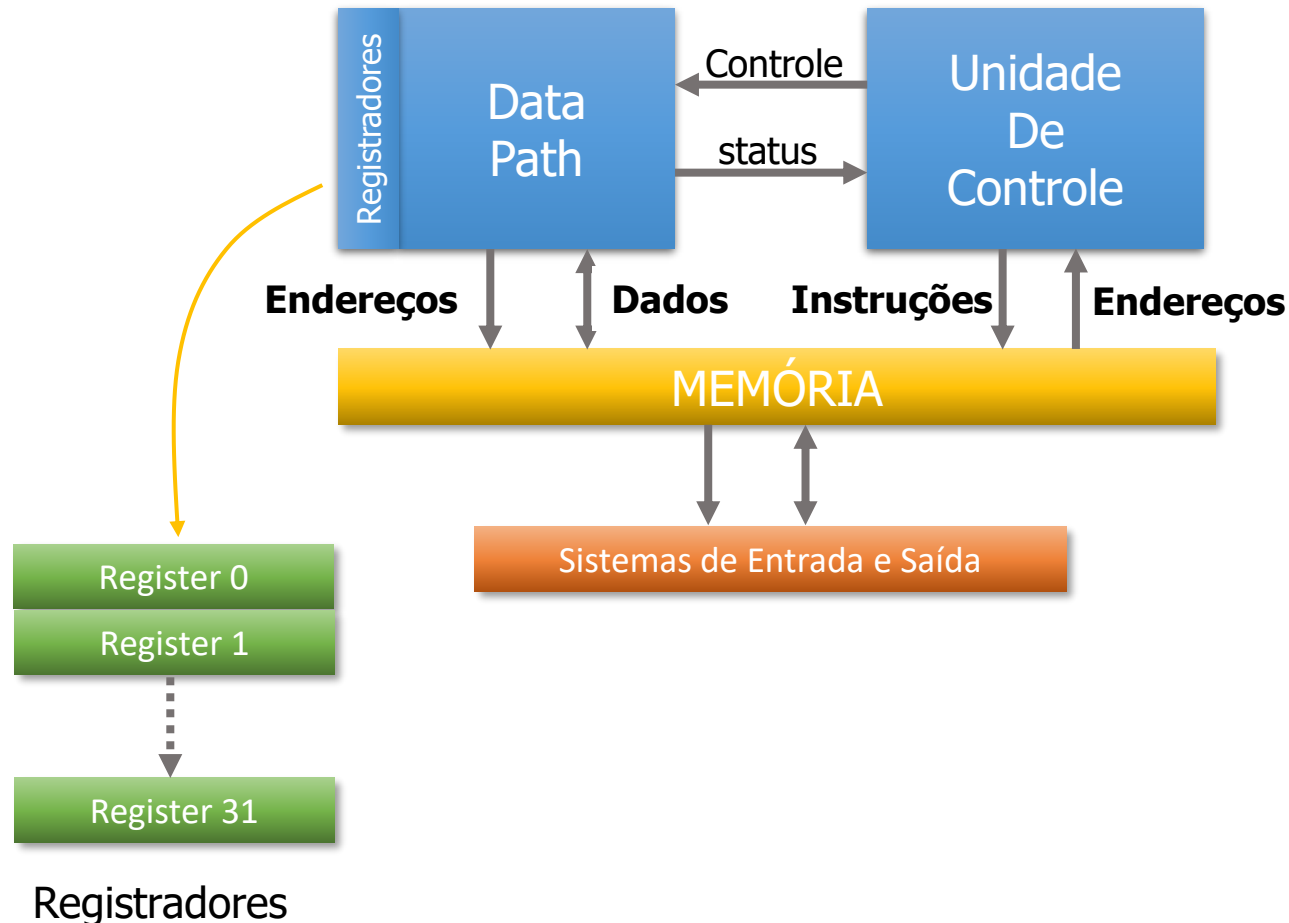 Registradores
Data
Path
Controle
status
Unidade
De
Controle
Endereços
Dados
Instruções
Endereços
MEMÓRIA
Sistemas de Entrada e Saída
Register 0
Register 1
Register 31
Registradores